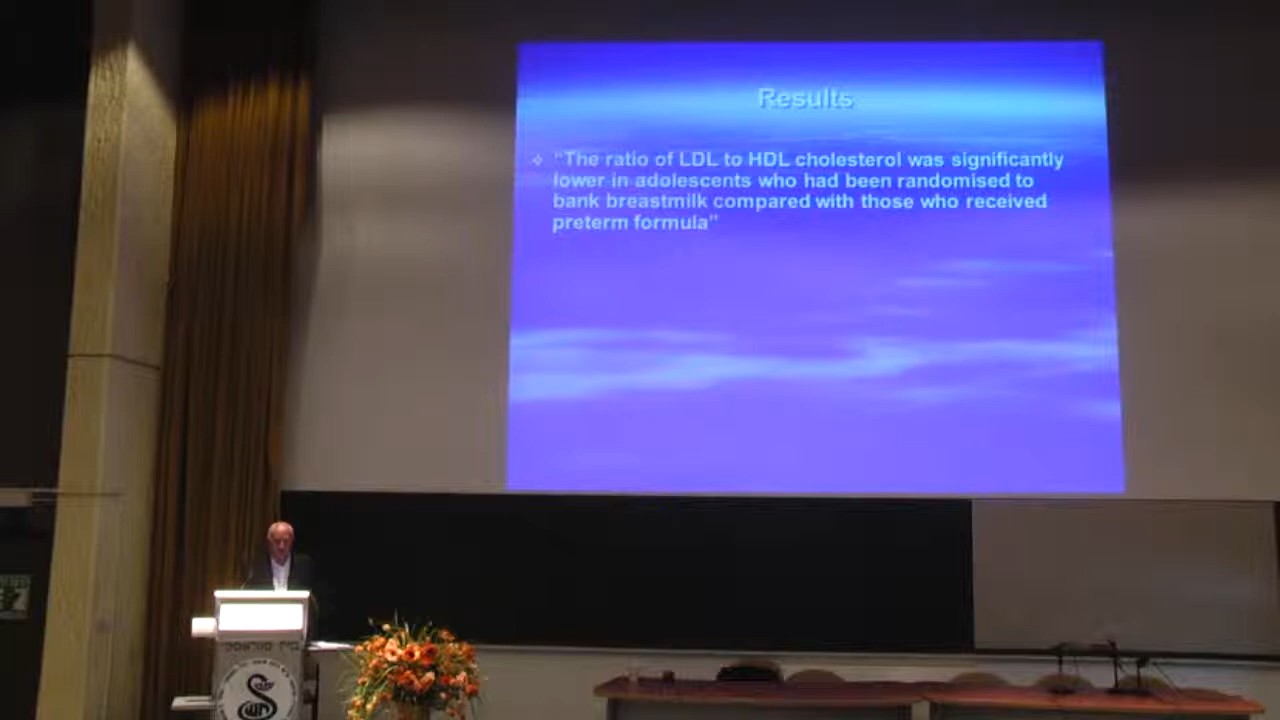 Results
❖ “The ratio of LDL to HDL cholesterol was significantly
lower in adolescents who had been randomised to
bank breastmilk compared with those who received
preterm formula”